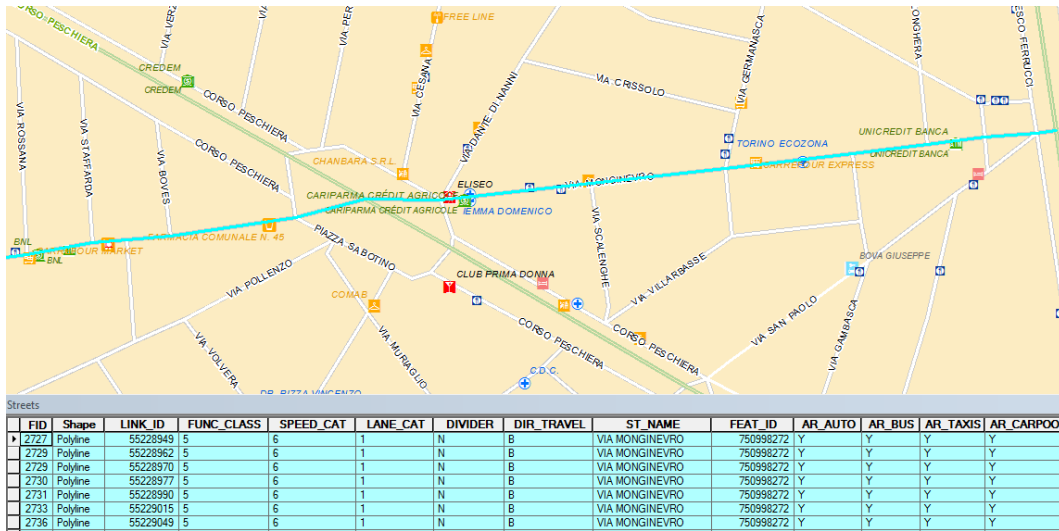 FREE LINE
CORSO PESCHIERA
CREDEM
CREDEM
VIA CESANA
VIA DANTE DI NANNI
VIA CRISSOLO
VIA GERMANASCA
VIA ROSSANA
VIA STAFFARDA
VIA BOVES
CORSO PESCHIERA
CORSO PESCHIERA
CHANBARA S.R.L.
UNICREDIT BANCA
UNICREDIT BANCA
TORINO ECOZONA
CARREFOUR EXPRESS
ELISEO
VIA MONGINEVRO
CARIPARMA CRÉDIT AGRICOLE
CARIPARMA CRÉDIT AGRICOLE
IEMMA DOMENICO
FARMACIA COMUNALE N. 45
BNL
BNL
PIAZZA SABOTINO
VIA SCALENGHE
VIA POLLENZO
CLUB PRIMA DONNA
VIA VILLARBASSE
BOVA GIUSEPPE
COMAB
VIA SAN PAOLO
VIA GAMBASCA
VIA VOLVERA
VIA MURIAGLIO
CORSO PESCHIERA
CORSO PESCHIERA
C.D.C.
Streets
FID Shape LINK_ID FUNC_CLASS SPEED_CAT LANE_CAT DIVIDER DIR_TRAVEL ST_NAME FEAT_ID AR_AUTO AR_BUS AR_TAXIS AR_CARPOO
2727 Polyline 55228949 5 6 1 N B VIA MONGINEVRO 750998272 Y Y Y Y
2729 Polyline 55228962 5 6 1 N B VIA MONGINEVRO 750998272 Y Y Y Y
2729 Polyline 55228970 5 6 1 N B VIA MONGINEVRO 750998272 Y Y Y Y
2730 Polyline 55228977 5 6 1 N B VIA MONGINEVRO 750998272 Y Y Y Y
2731 Polyline 55228990 5 6 1 N B VIA MONGINEVRO 750998272 Y Y Y Y
2733 Polyline 55229015 5 6 1 N B VIA MONGINEVRO 750998272 Y Y Y Y
2736 Polyline 55229049 5 6 1 N B VIA MONGINEVRO 750998272 Y Y Y Y